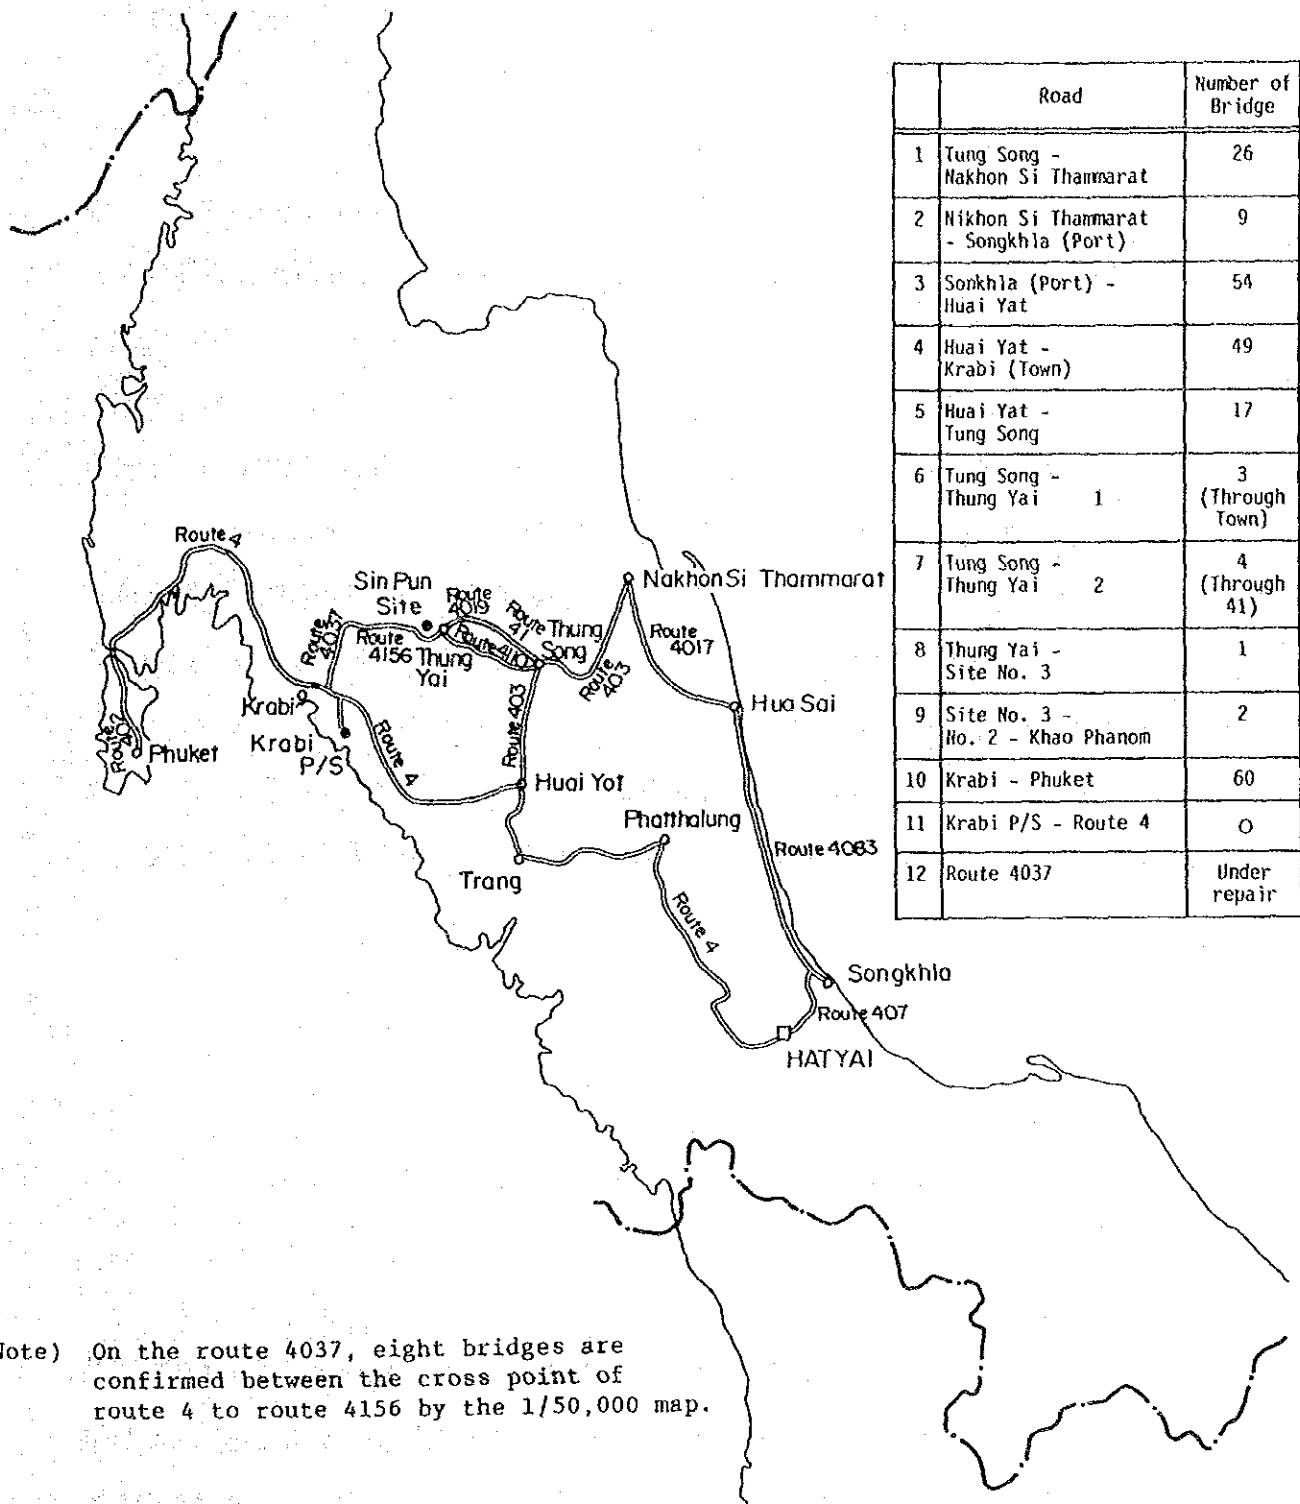 Road
Number of
Bridge
1 Tung Song -
Nakhon Si Thammarat
26
2 Nikhon Si Thammarat
- Songkhla (Port)
9
3 Sonkhla (Port) -
Huai Yat
54
4 Huai Yat -
Krabi (Town)
49
5 Huai Yat -
Tung Song
17
6 Tung Song -
Thung Yai 1
3
(Through
Town)
7 Tung Song -
Thung Yai 2
4
(Through
41)
8 Thung Yai -
Site No. 3
1
9 Site No. 3 -
No. 2 - Khao Phanom
2
10 Krabi - Phuket 60
11 Krabi P/S - Route 4 0
12 Route 4037
Under
repair
Route 4
Sin Pun
Site
Route
4019
Route
41
Route
4037
Route
4156
Thung
Yai
Route 4110
Thung
Song
Route
403
Nakhon Si Thammarat
Route
4017
Hua Sai
Krabi
Krabi
P/S
Route 4
Route 403
Huai Yot
Route
402
Phuket
Trang
Phatthalung
Route 4
Route 4083
Songkhla
Route 407
HATYAI
Note) On the route 4037, eight bridges are
confirmed between the cross point of
route 4 to route 4156 by the 1/50,000 map.